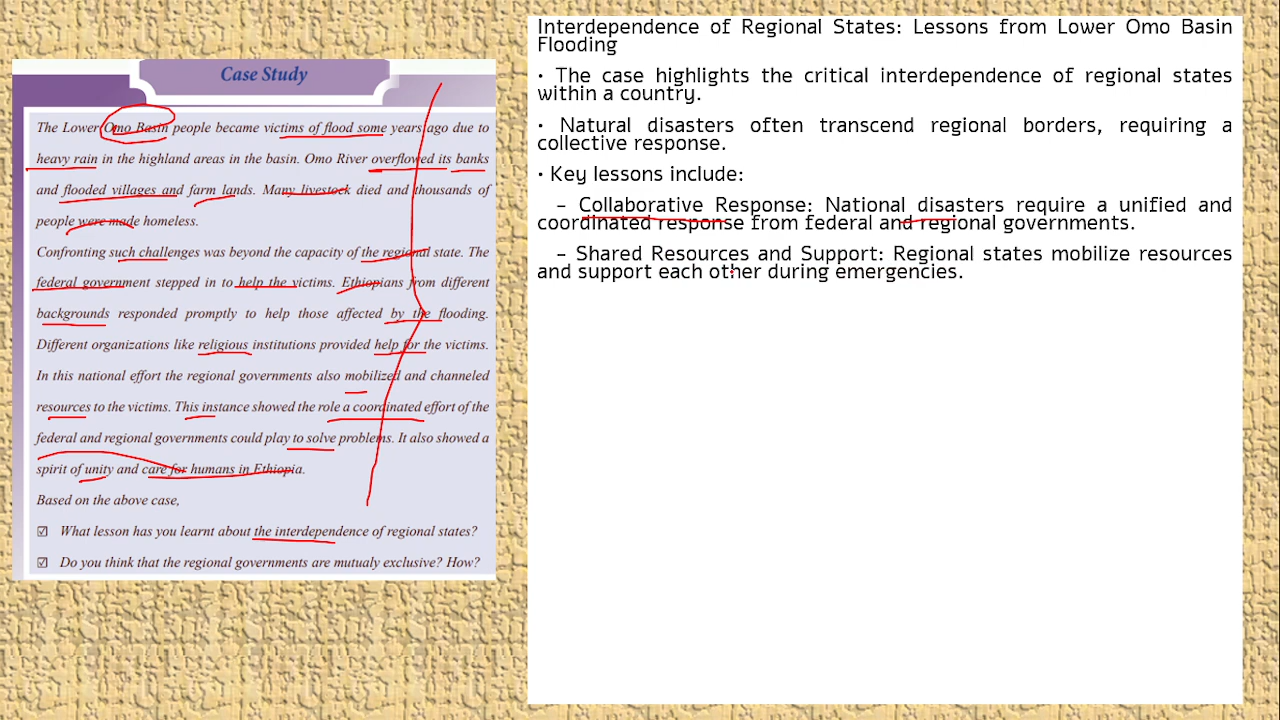 Case Study
The Lower Omo Basin people became victims of flood some years ago due to
heavy rain in the highland areas in the basin. Omo River overflowed its banks
and flooded villages and farm lands. Many livestock died and thousands of
people were made homeless.
Confronting such challenges was beyond the capacity of the regional state. The
federal government stepped in to help the victims. Ethiopians from different
backgrounds responded promptly to help those affected by the flooding.
Different organizations like religious institutions provided help for the victims.
In this national effort the regional governments also mobilized and channeled
resources to the victims. This instance showed the role a coordinated effort of the
federal and regional governments could play to solve problems. It also showed a
spirit of unity and care for humans in Ethiopia.
Based on the above case,
☑ What lesson has you learnt about the interdependence of regional states?
☑ Do you think that the regional governments are mutualy exclusive? How?
Interdependence of Regional States: Lessons from Lower Omo Basin
Flooding
• The case highlights the critical interdependence of regional states
within a country.
• Natural disasters often transcend regional borders, requiring a
collective response.
• Key lessons include:
– Collaborative Response: National disasters require a unified and
coordinated response from federal and regional governments.
– Shared Resources and Support: Regional states mobilize resources
and support each other during emergencies.